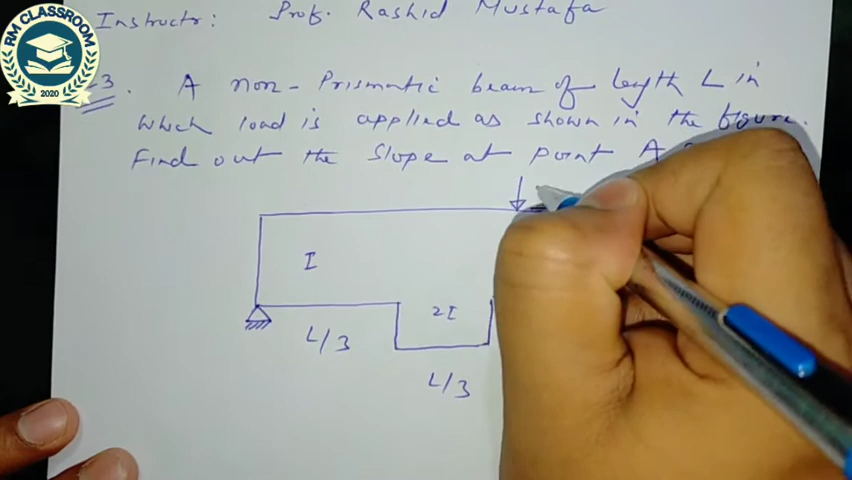 RM CLASSROOM
2020
Instructr: Prof. Rashid Mustafa
3. A non-Prismatic beam of length L in
which load is applied as shown in the figure.
Find out the slope at point A
I
2I
L/3
L/3